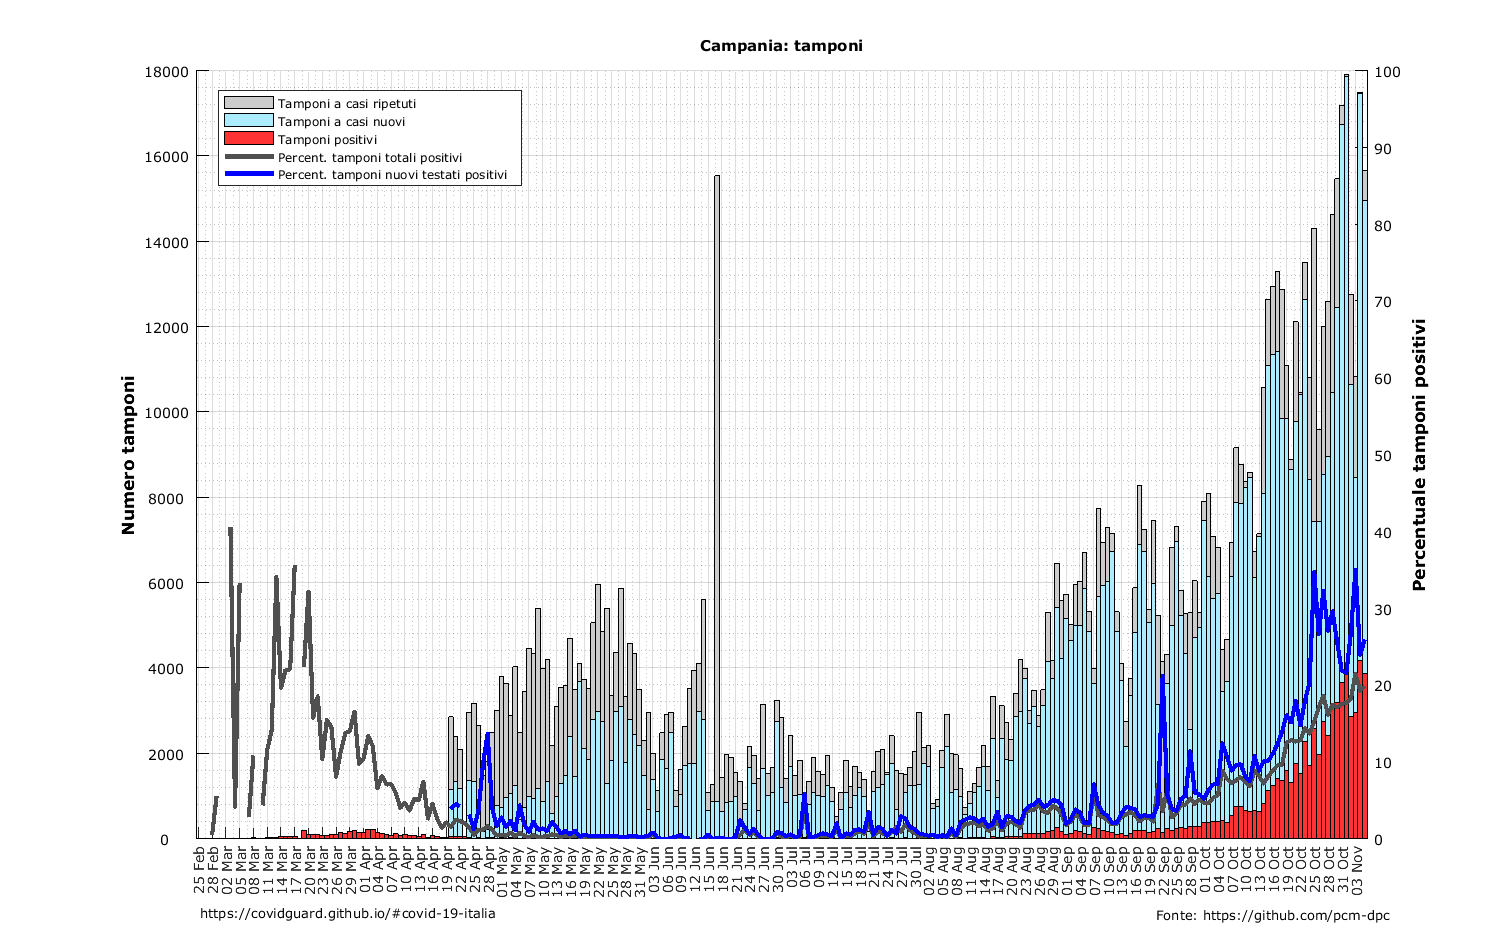 Campania: tamponi
18000
16000
14000
12000
10000
8000
6000
4000
2000
0
Numero tamponi
Tamponi a casi ripetuti
Tamponi a casi nuovi
Tamponi positivi
Percent. tamponi totali positivi
Percent. tamponi nuovi testati positivi
100
90
80
70
60
50
40
30
20
10
0
Percentuale tamponi positivi
25 Feb
28 Feb
02 Mar
05 Mar
08 Mar
11 Mar
14 Mar
17 Mar
20 Mar
23 Mar
26 Mar
29 Mar
01 Apr
04 Apr
07 Apr
10 Apr
13 Apr
16 Apr
19 Apr
22 Apr
25 Apr
28 Apr
01 May
04 May
07 May
10 May
13 May
16 May
19 May
22 May
25 May
28 May
31 May
03 Jun
06 Jun
09 Jun
12 Jun
15 Jun
18 Jun
21 Jun
24 Jun
27 Jun
30 Jun
03 Jul
06 Jul
09 Jul
12 Jul
15 Jul
18 Jul
21 Jul
24 Jul
27 Jul
30 Jul
02 Aug
05 Aug
08 Aug
11 Aug
14 Aug
17 Aug
20 Aug
23 Aug
26 Aug
29 Aug
01 Sep
04 Sep
07 Sep
10 Sep
13 Sep
16 Sep
19 Sep
22 Sep
25 Sep
28 Sep
01 Oct
04 Oct
07 Oct
10 Oct
13 Oct
16 Oct
19 Oct
22 Oct
25 Oct
28 Oct
31 Oct
03 Nov
https://covidguard.github.io/#covid-19-italia
Fonte: https://github.com/pcm-dpc